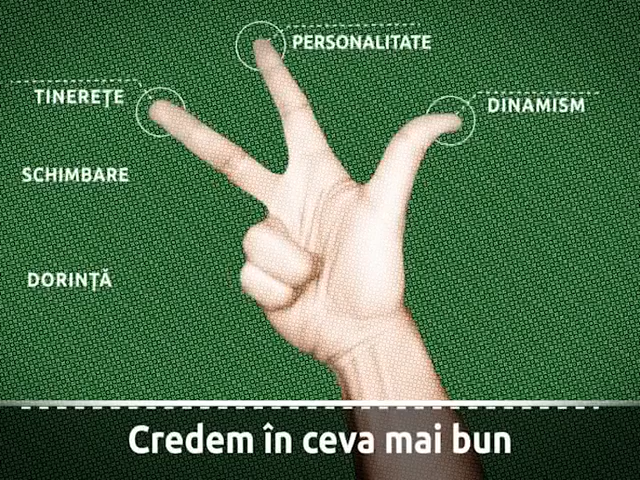 PERSONALITATE
TINEREȚE
DINAMISM
SCHIMBARE
DORINȚĂ
Credem în ceva mai bun